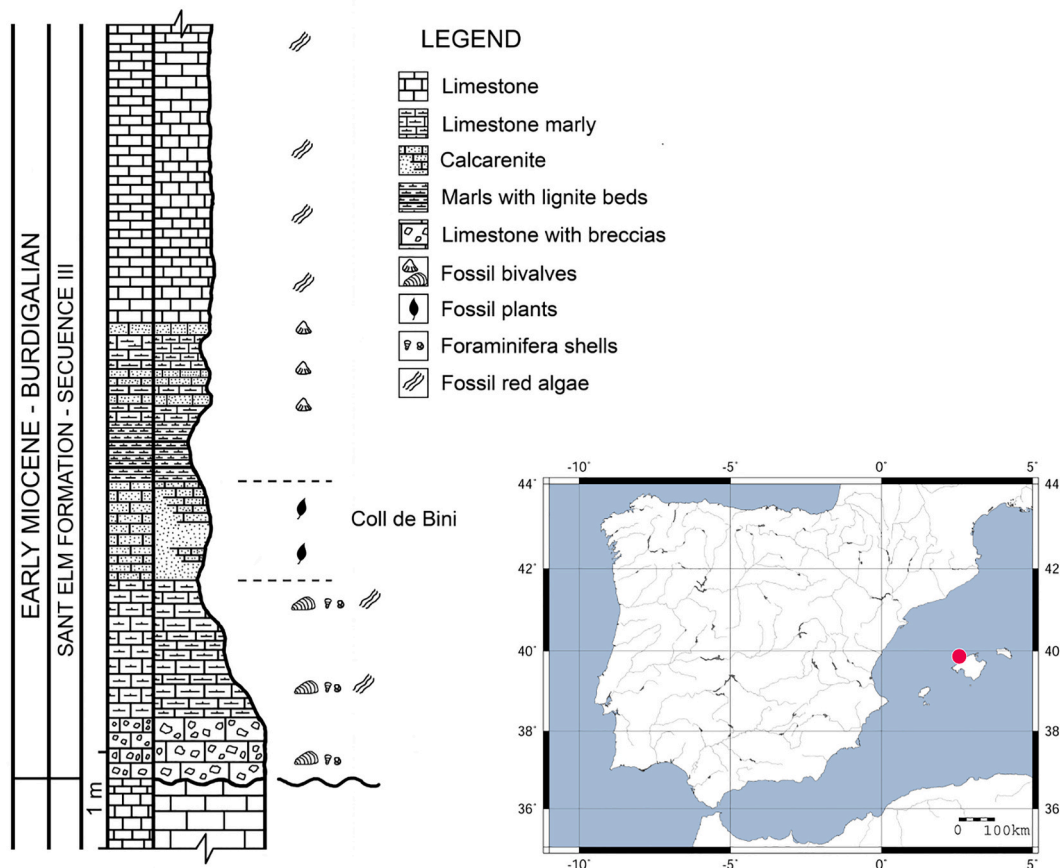 EARLY MIOCENE - BURDIGALIAN
SANT ELM FORMATION - SECUENCE III
1 m
Coll de Bini
LEGEND
Limestone
Limestone marly
Calcarenite
Marls with lignite beds
Limestone with breccias
Fossil bivalves
Fossil plants
Foraminifera shells
Fossil red algae
-10° -5° 0° 5°
44 44
42 42
40 40
38 38
36 36
0 100km
-10° -5° 0° 5°